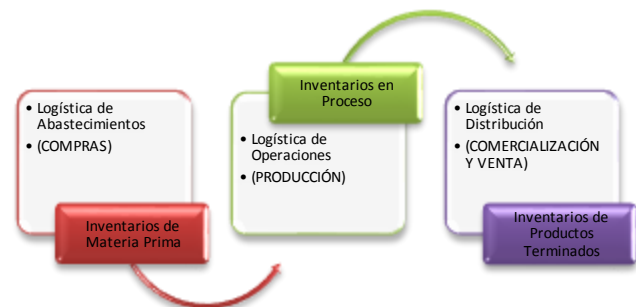 • Logística de
Abastecimientos
• (COMPRAS)
Inventarios de
Materia Prima
Inventarios en
Proceso
• Logística de
Operaciones
• (PRODUCCIÓN)
• Logística de
Distribución
• (COMERCIALIZACIÓN
Y VENTA)
Inventarios de
Productos
Terminados